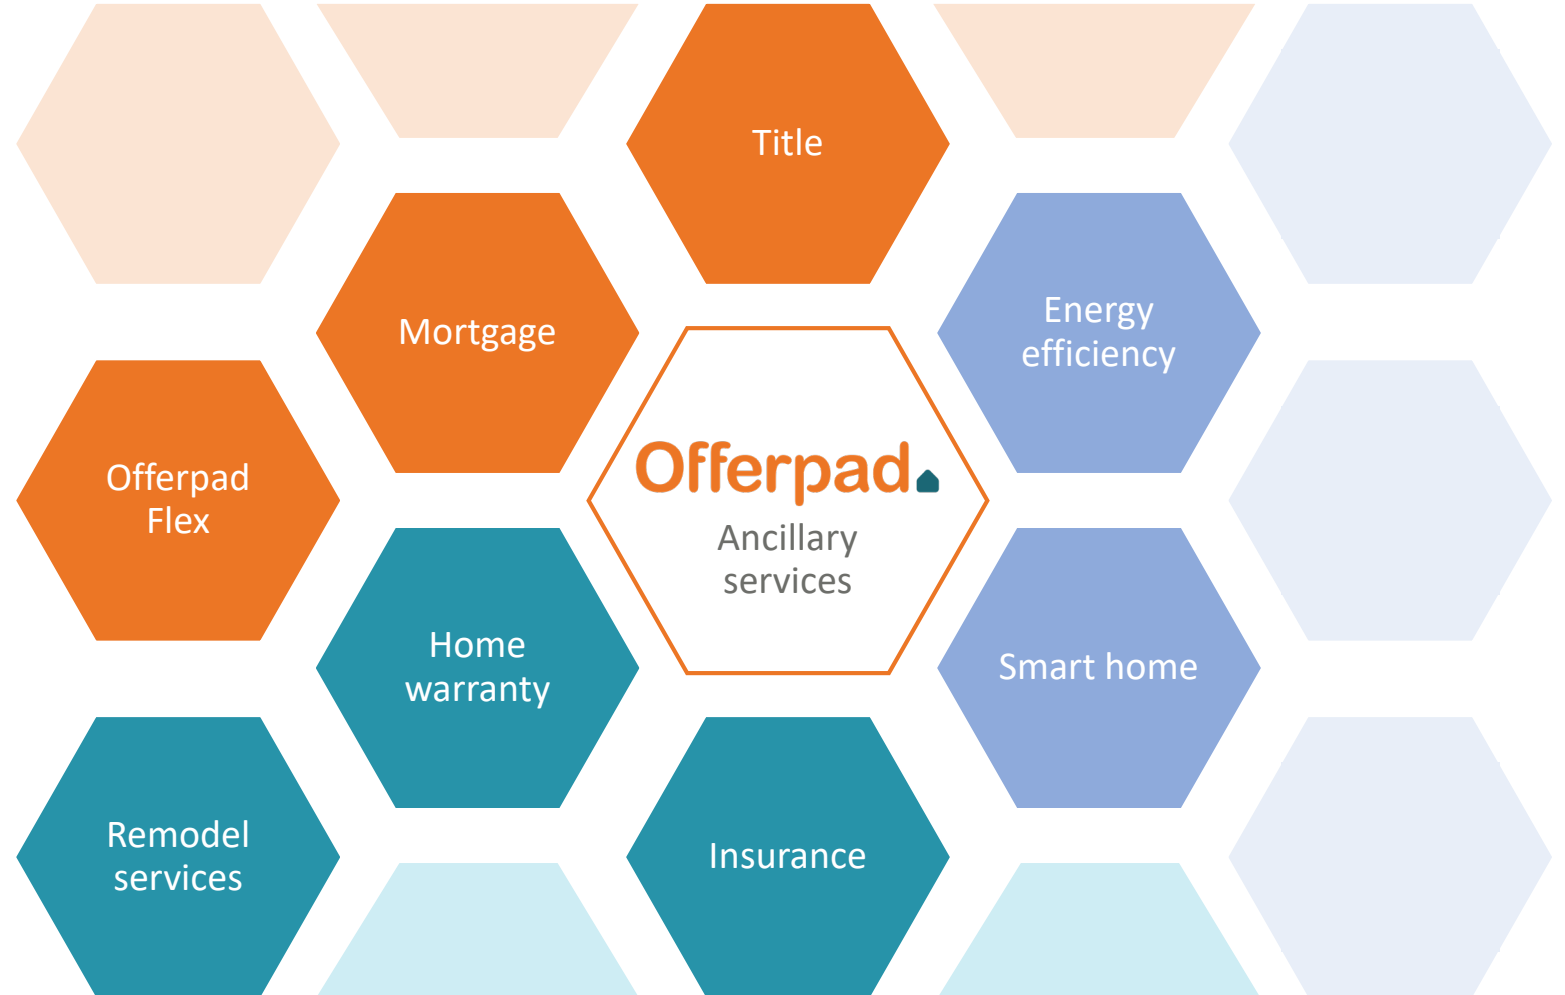 Title
Mortgage
Energy
efficiency
Offerpad
Flex
Offerpad
Ancillary
services
Home
warranty
Smart home
Remodel
services
Insurance